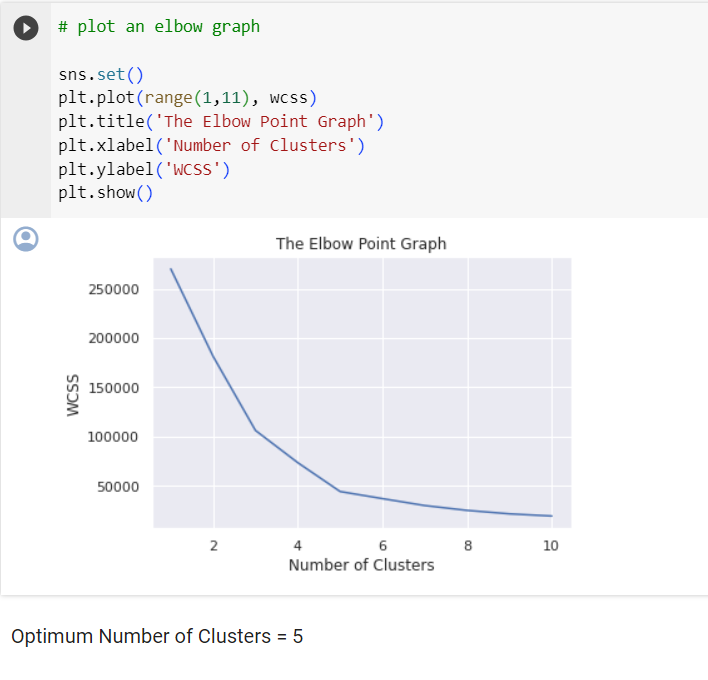 # plot an elbow graph
sns.set()
plt.plot(range(1,11), wcss)
plt.title('The Elbow Point Graph')
plt.xlabel('Number of Clusters')
plt.ylabel('WCSS')
plt.show()
The Elbow Point Graph
250000
200000
150000
100000
50000
WCSS
2 4 6 8 10
Number of Clusters
Optimum Number of Clusters = 5